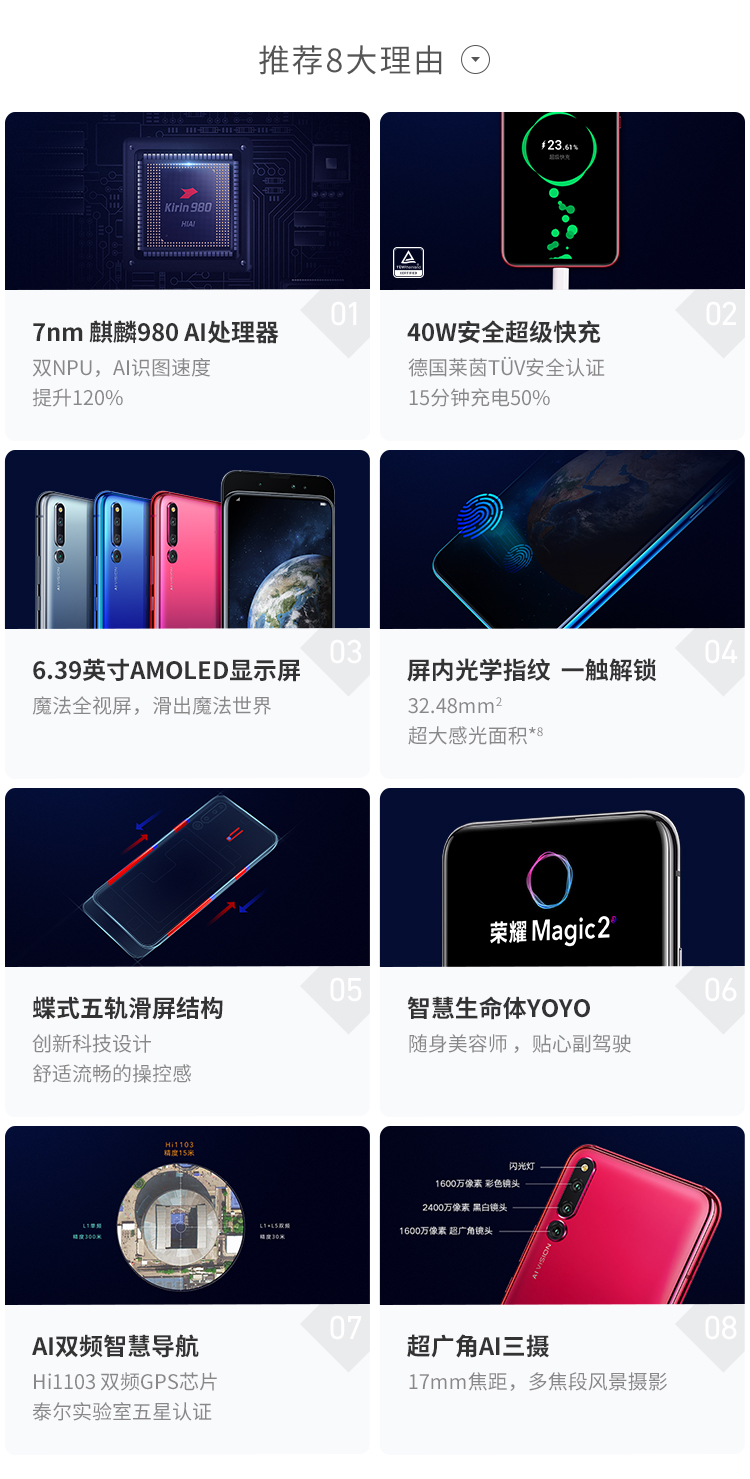 推荐8大理由
Kirin 980
HiAI
01
7nm 麒麟980 AI处理器
双NPU，AI识图速度
提升120%
23.61%
超级快充
02
40W安全超级快充
德国莱茵TÜV安全认证
15分钟充电50%
AI VISION
AI VISION
AI VISION
03
6.39英寸AMOLED显示屏
魔法全视屏，滑出魔法世界
04
屏内光学指纹 一触解锁
32.48mm²
超大感光面积*⁸
05
蝶式五轨滑屏结构
创新科技设计
舒适流畅的操控感
荣耀Magic2
06
智慧生命体YOYO
随身美容师，贴心副驾驶
Hi1103
精度15米
L1单频
精度300米
L1+L5双频
精度30米
07
AI双频智慧导航
Hi1103 双频GPS芯片
泰尔实验室五星认证
闪光灯
1600万像素 彩色镜头
2400万像素 黑白镜头
1600万像素 超广角镜头
AI VISION
08
超广角AI三摄
17mm焦距，多焦段风景摄影